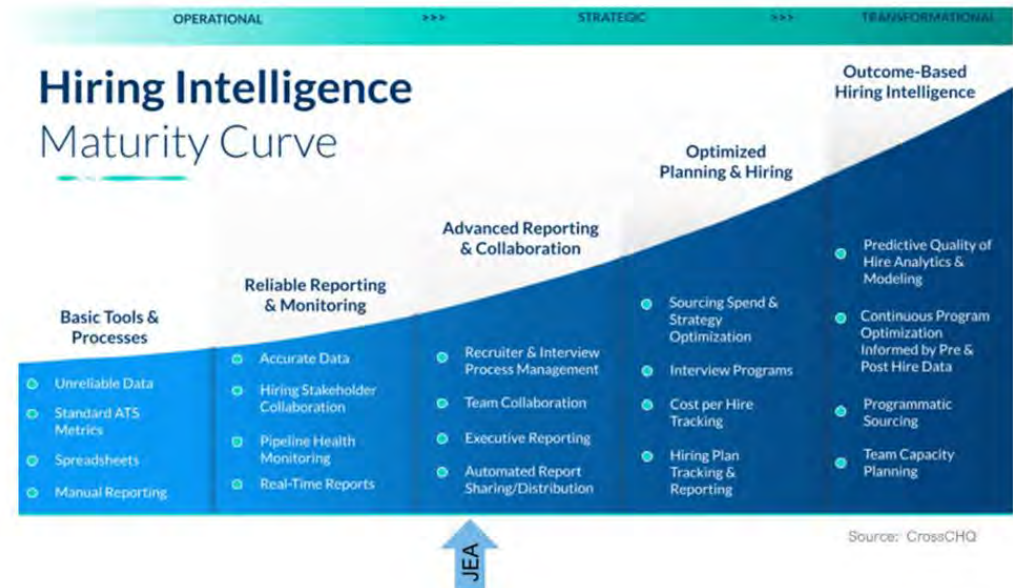 OPERATIONAL >>> STRATEGIC >>> TRANSFORMATIONAL
Hiring Intelligence
Maturity Curve
Basic Tools &
Processes
Unreliable Data
Standard ATS
Metrics
Spreadsheets
Manual Reporting
Reliable Reporting
& Monitoring
Accurate Data
Hiring Stakeholder
Collaboration
Pipeline Health
Monitoring
Real-Time Reports
Advanced Reporting
& Collaboration
Recruiter & Interview
Process Management
Team Collaboration
Executive Reporting
Automated Report
Sharing/Distribution
Optimized
Planning & Hiring
Sourcing Spend &
Strategy
Optimization
Interview Programs
Cost per Hire
Tracking
Hiring Plan
Tracking &
Reporting
Outcome-Based
Hiring Intelligence
Predictive Quality of
Hire Analytics &
Modeling
Continuous Program
Optimization
Informed by Pre &
Post Hire Data
Programmatic
Sourcing
Team Capacity
Planning
JEA
Source: CrossCHQ